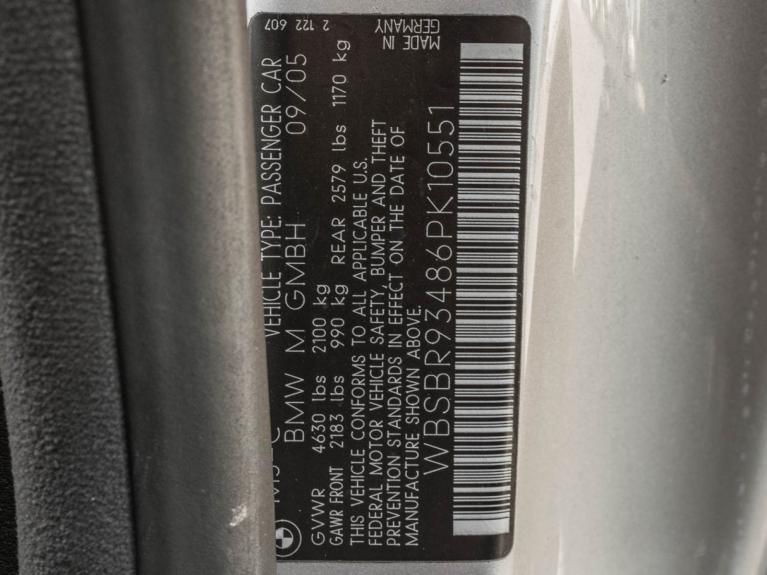 VEHICLE TYPE: PASSENGER CAR
BMW M GMBH 09/05
GVWR 4630 lbs 2100 kg
GAWR FRONT 2183 lbs 990 kg REAR 2579 lbs 1170 kg
THIS VEHICLE CONFORMS TO ALL APPLICABLE U.S.
FEDERAL MOTOR VEHICLE SAFETY, BUMPER AND THEFT
PREVENTION STANDARDS IN EFFECT ON THE DATE OF
MANUFACTURE SHOWN ABOVE.
WBSBR93486PK10551
MADE IN
GERMANY
2 122 607